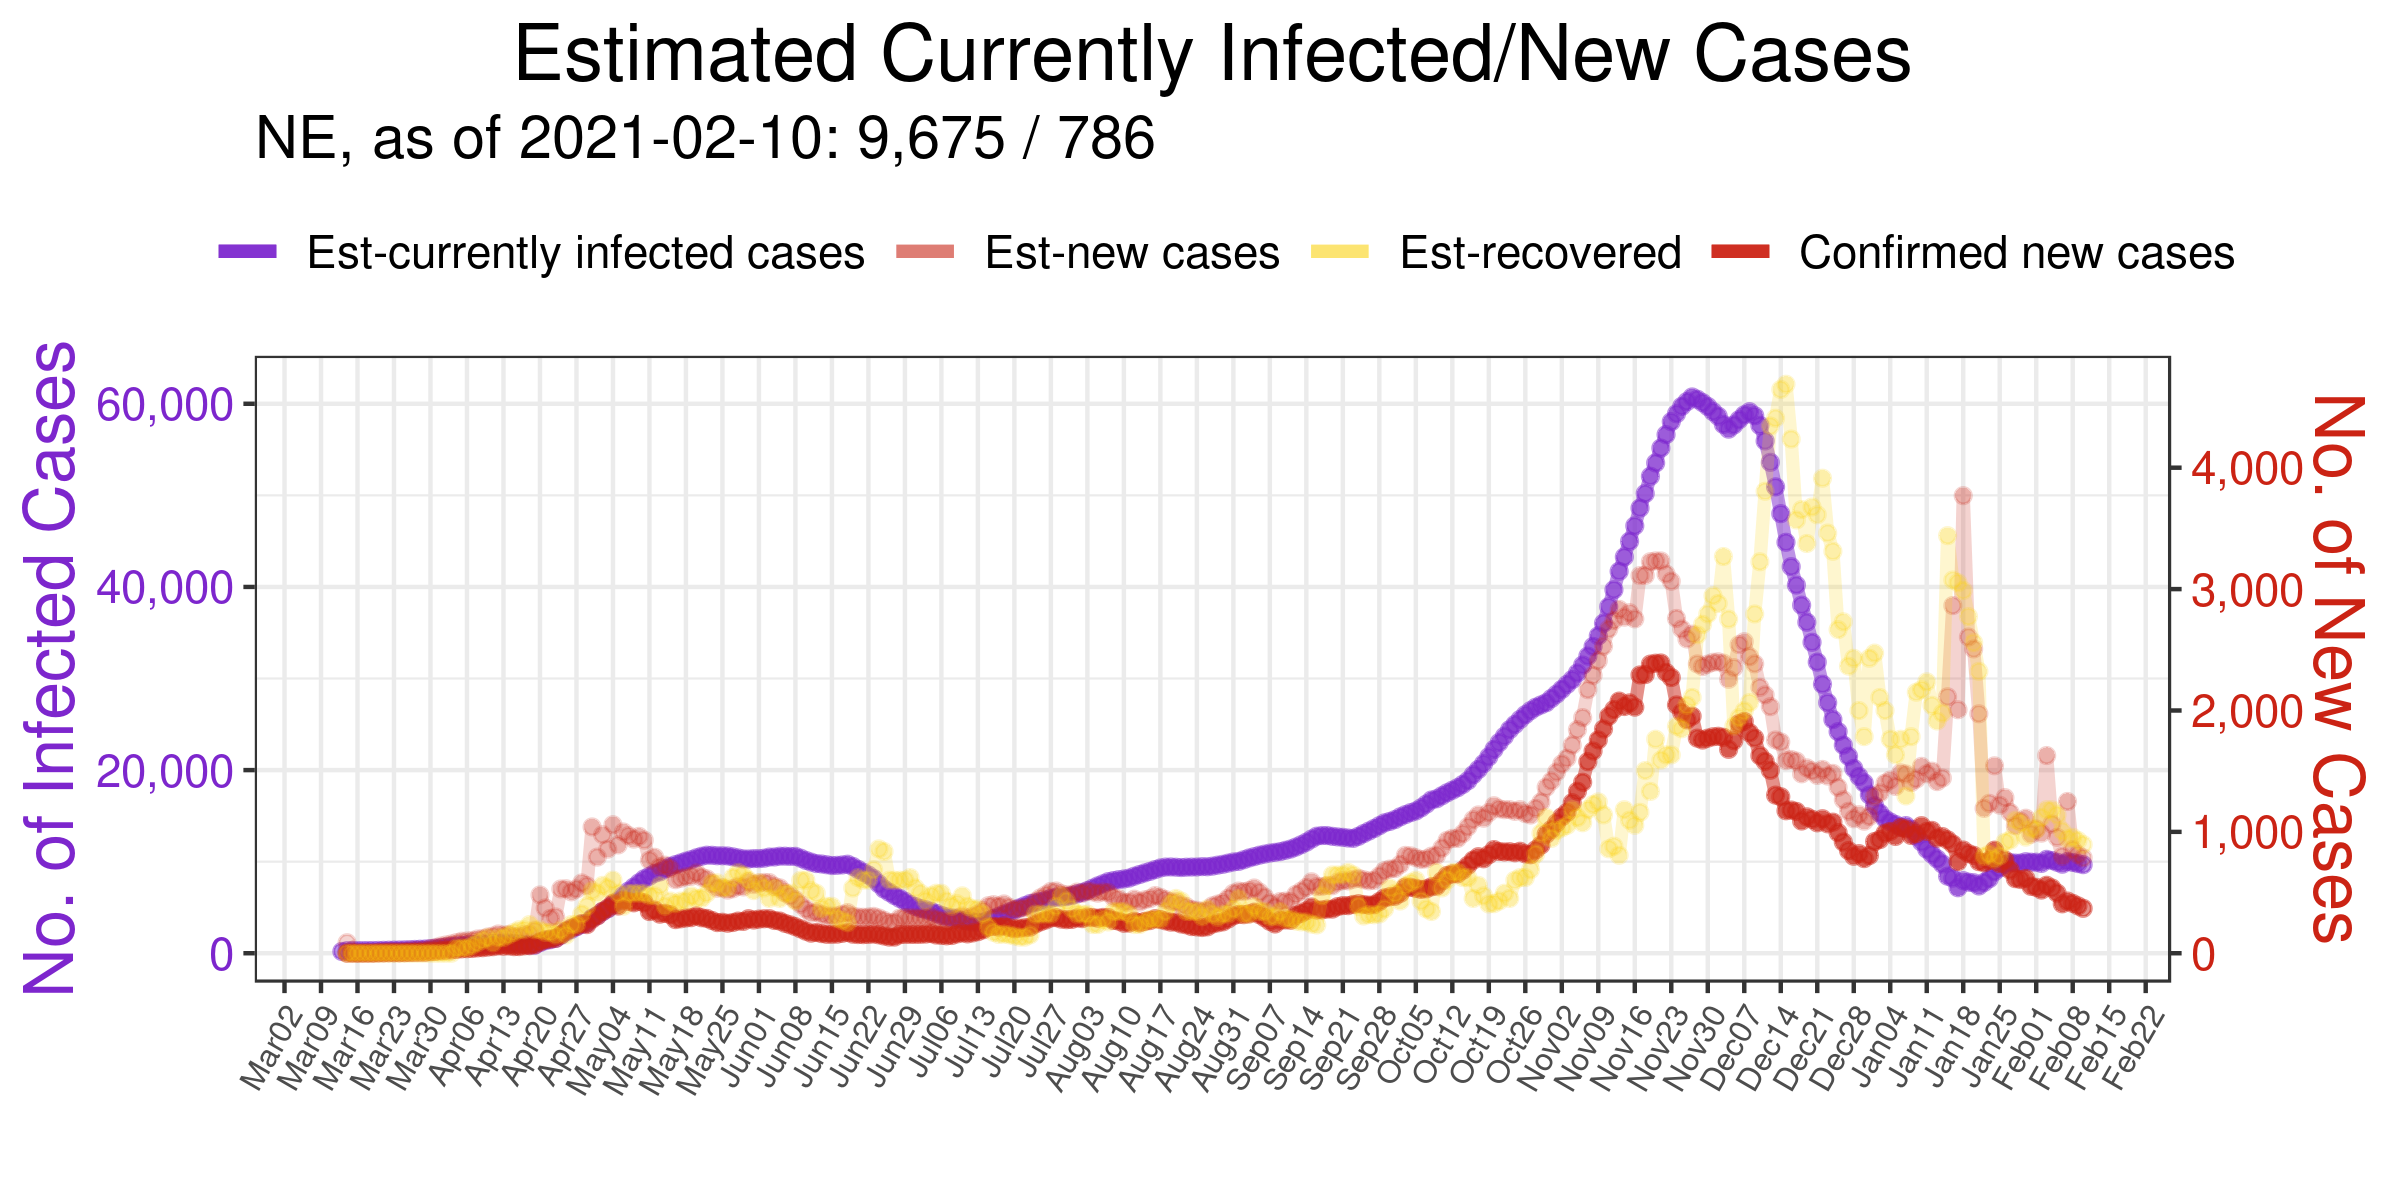 Estimated Currently Infected/New Cases
NE, as of 2021-02-10: 9,675 / 786
Est-currently infected cases Est-new cases Est-recovered Confirmed new cases
No. of Infected Cases
60,000
40,000
20,000
0
4,000
3,000
2,000
1,000
0
No. of New Cases
Mar02 Mar09 Mar16 Mar23 Mar30 Apr06 Apr13 Apr20 Apr27 May04 May11 May18 May25 Jun01 Jun08 Jun15 Jun22 Jun29 Jul06 Jul13 Jul20 Jul27 Aug03 Aug10 Aug17 Aug24 Aug31 Sep07 Sep14 Sep21 Sep28 Oct05 Oct12 Oct19 Oct26 Nov02 Nov09 Nov16 Nov23 Nov30 Dec07 Dec14 Dec21 Dec28 Jan04 Jan11 Jan18 Jan25 Feb01 Feb08 Feb15 Feb22